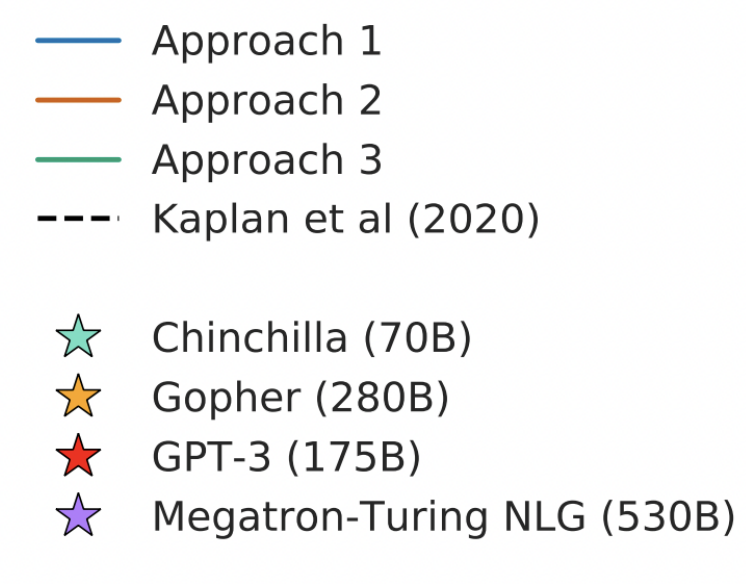 Approach 1
Approach 2
Approach 3
Kaplan et al (2020)
Chinchilla (70B)
Gopher (280B)
GPT-3 (175B)
Megatron-Turing NLG (530B)